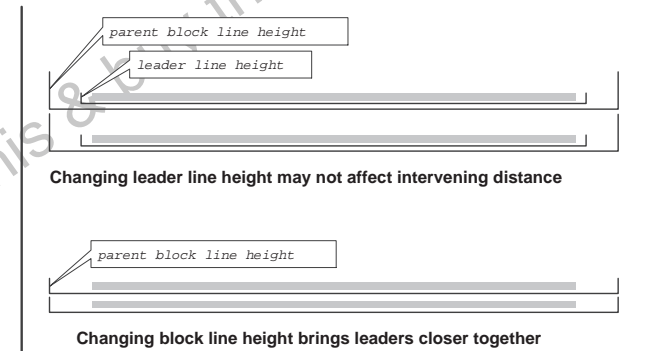 parent block line height
leader line height
Changing leader line height may not affect intervening distance
parent block line height
Changing block line height brings leaders closer together